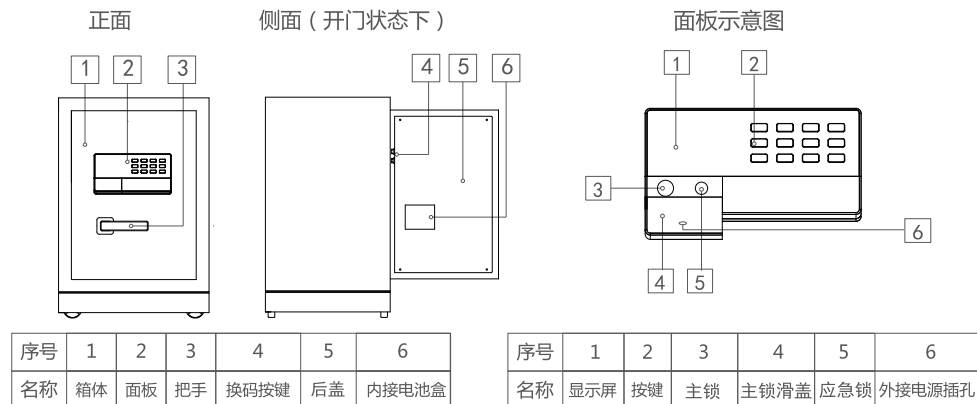 正面
侧面（开门状态下）
面板示意图
1 2 3
4 5 6
1 2
3
4 5
6
序号 1 2 3 4 5 6
名称 箱体 面板 把手 换码按键 后盖 内接电池盒
序号 1 2 3 4 5 6
名称 显示屏 按键 主锁 主锁滑盖 应急锁 外接电源插孔